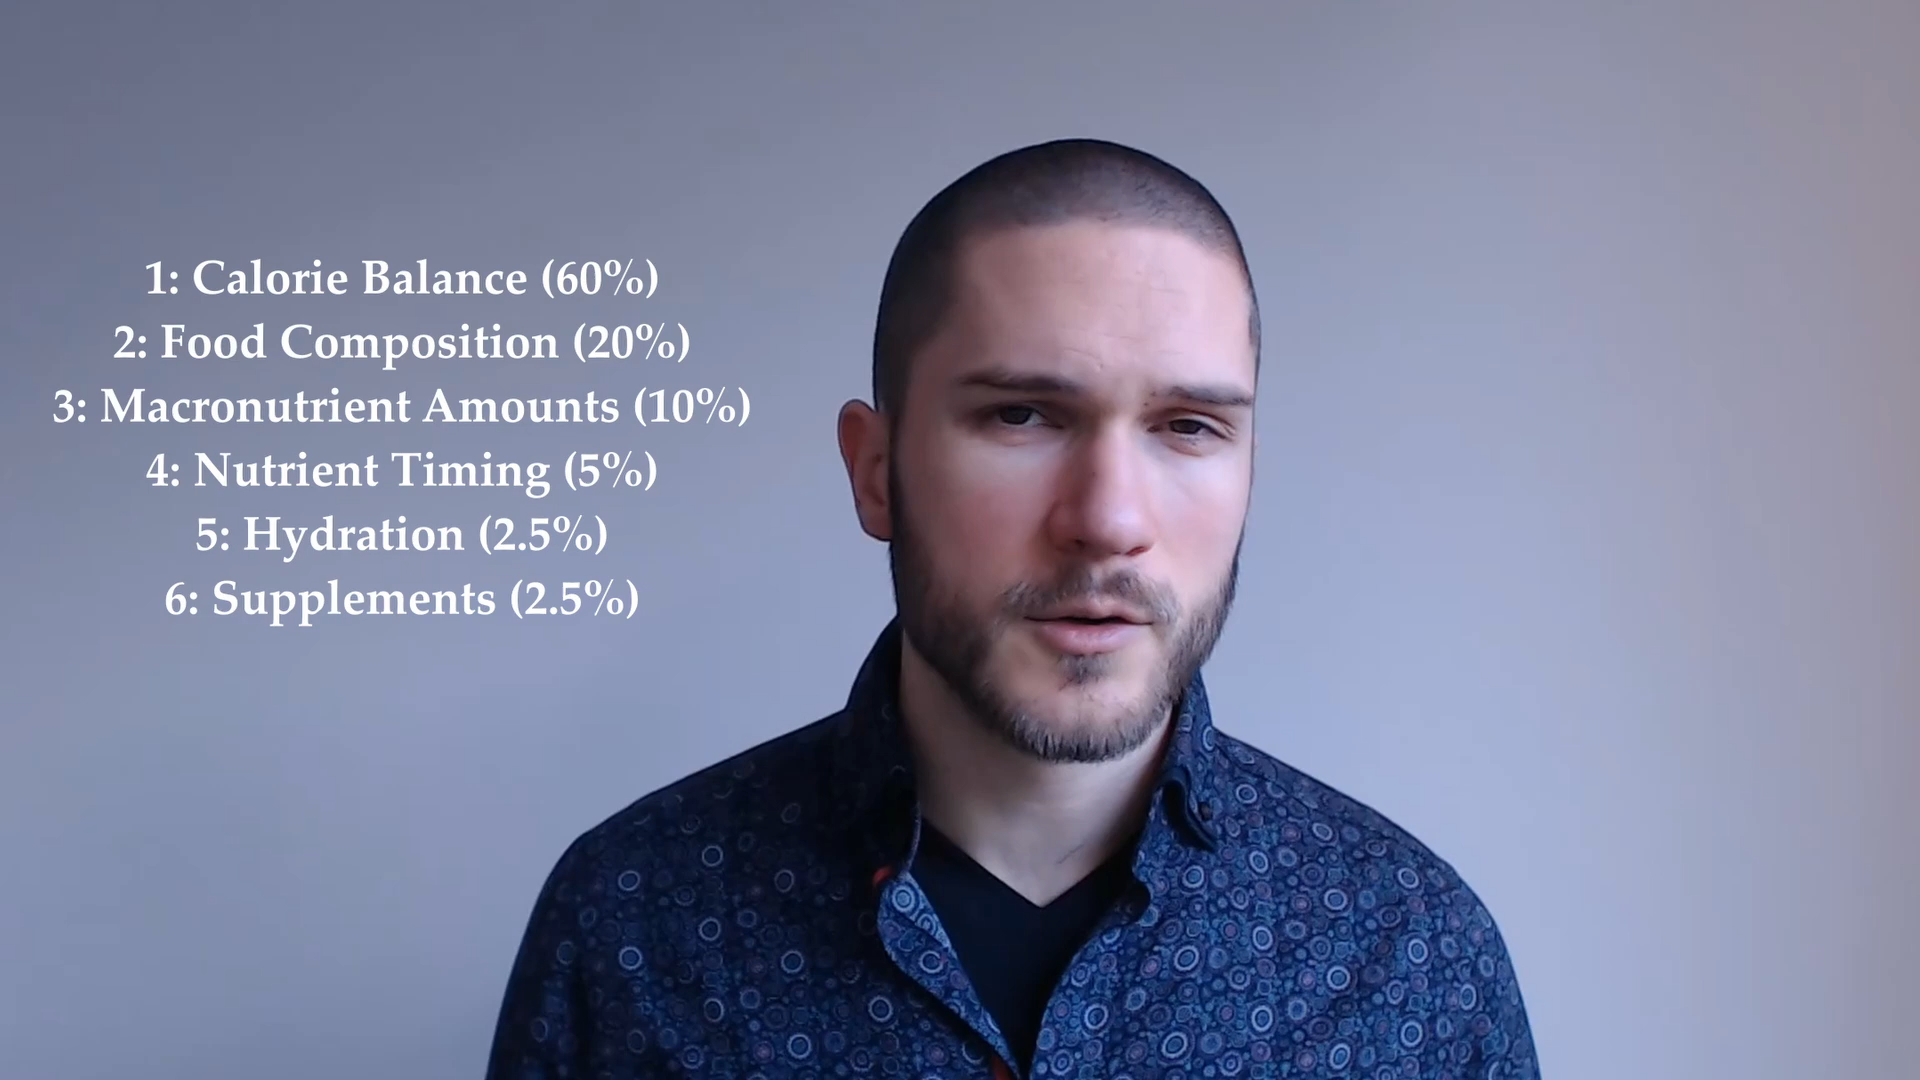 1: Calorie Balance (60%)
2: Food Composition (20%)
3: Macronutrient Amounts (10%)
4: Nutrient Timing (5%)
5: Hydration (2.5%)
6: Supplements (2.5%)